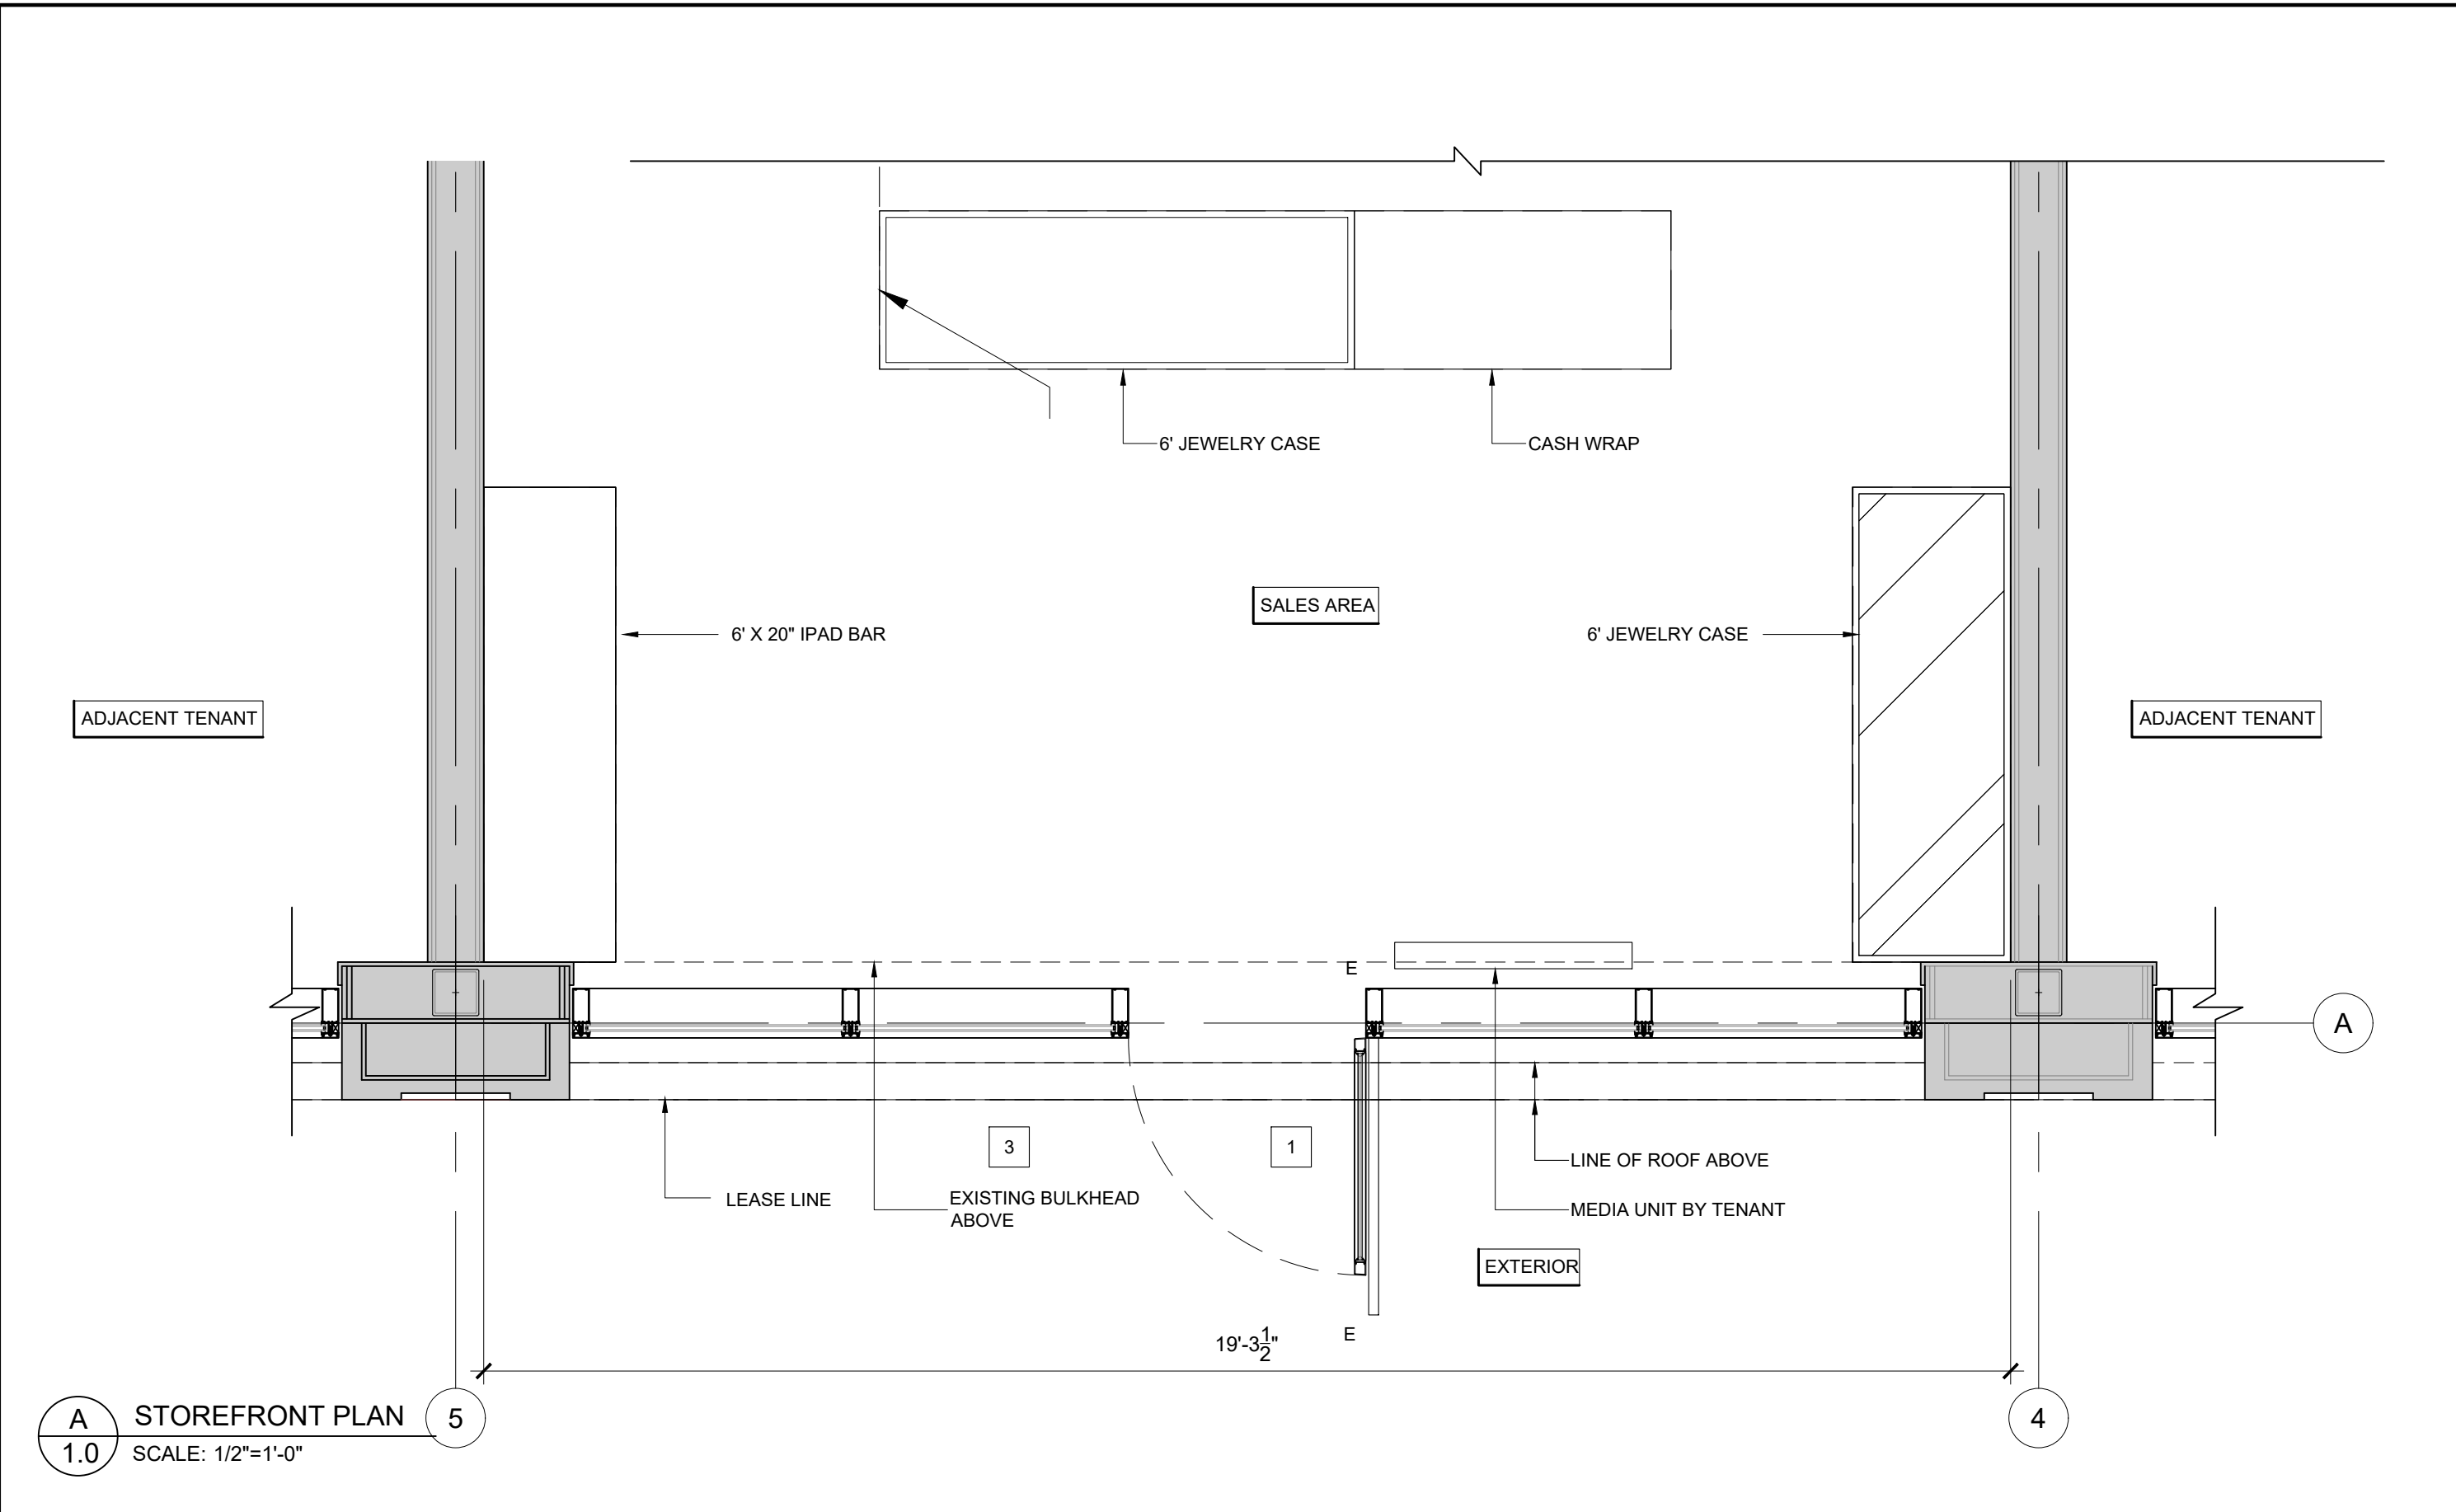 6' JEWELRY CASE
CASH WRAP
SALES AREA
6' X 20" IPAD BAR
6' JEWELRY CASE
ADJACENT TENANT
ADJACENT TENANT
E
A
3
1
LINE OF ROOF ABOVE
LEASE LINE
EXISTING BULKHEAD
ABOVE
MEDIA UNIT BY TENANT
EXTERIOR
E
19'-3 1/2"
A
1.0
STOREFRONT PLAN
SCALE: 1/2"=1'-0"
5
4